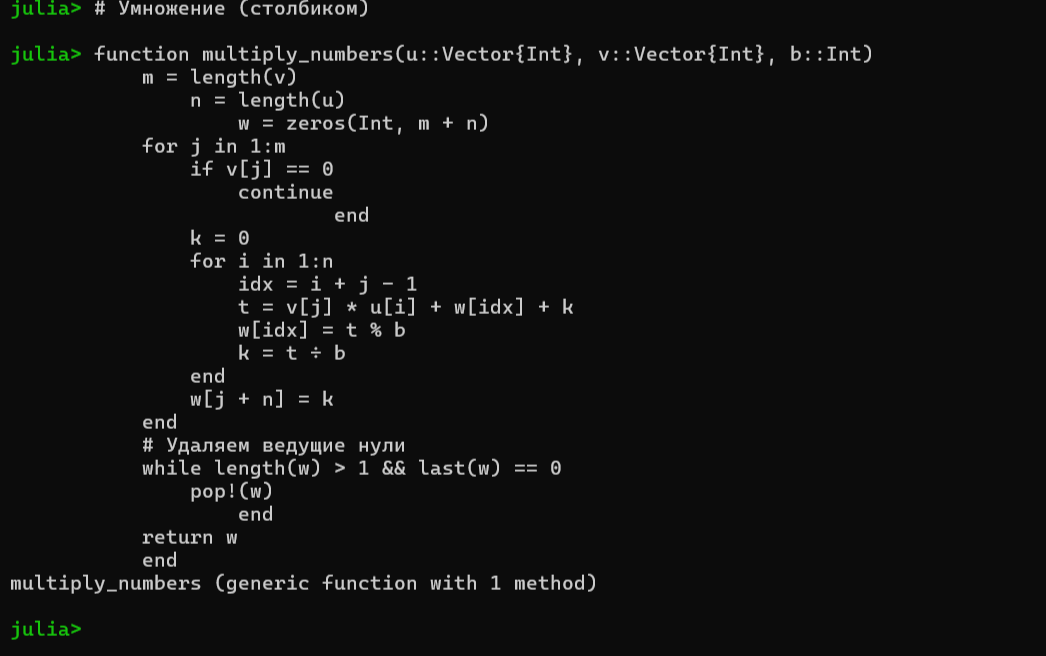 julia> # Умножение (столбиком)
julia> function multiply_numbers(u::Vector{Int}, v::Vector{Int}, b::Int)
           m = length(v)
               n = length(u)
                   w = zeros(Int, m + n)
           for j in 1:m
               if v[j] == 0
                   continue
                           end
               k = 0
               for i in 1:n
                   idx = i + j - 1
                   t = v[j] * u[i] + w[idx] + k
                   w[idx] = t % b
                   k = t ÷ b
               end
               w[j + n] = k
           end
           # Удаляем ведущие нули
           while length(w) > 1 && last(w) == 0
               pop!(w)
                   end
           return w
           end
multiply_numbers (generic function with 1 method)
julia>